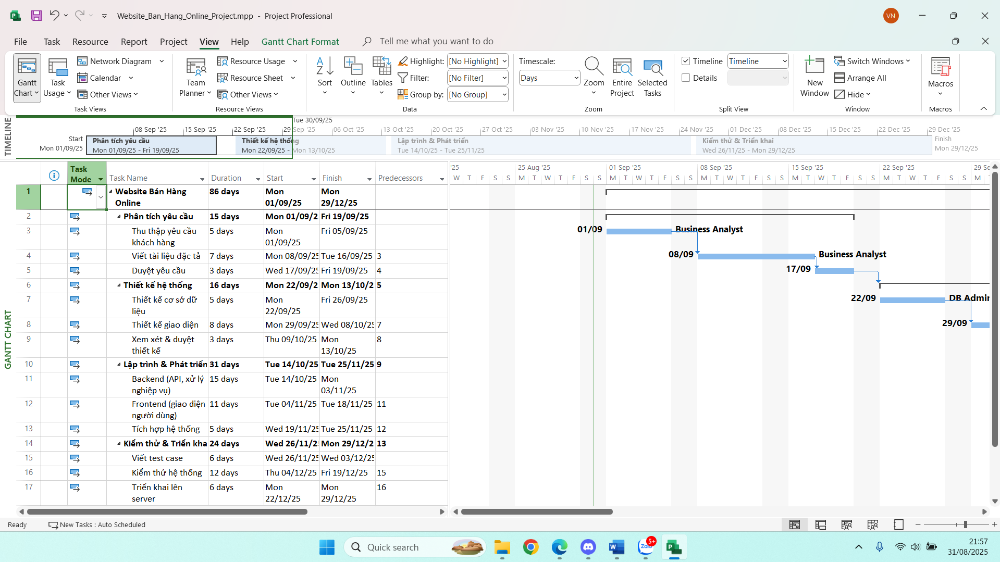 Website_Ban_Hang_Online_Project.mpp - Project Professional
VN
File Task Resource Report Project View Help Gantt Chart Format Tell me what you want to do
Gantt Chart
Task Usage
Network Diagram
Calendar
Other Views
Task Views
Team Planner
Resource Usage
Resource Sheet
Other Views
Resource Views
Sort
Outline
Tables
Highlight: [No Highlight]
Filter: [No Filter]
Group by: [No Group]
Data
Timescale:
Days
Zoom
Entire Project
Selected Tasks
Zoom
Timeline Timeline
Details
Split View
New Window
Switch Windows
Arrange All
Hide
Window
Macros
Macros
TIMELINE
Tue 30/09/25
08 Sep '25 15 Sep '25 22 Sep '25 29 Sep '25 06 Oct '25 13 Oct '25 20 Oct '25 27 Oct '25 03 Nov '25 10 Nov '25 17 Nov '25 24 Nov '25 01 Dec '25 08 Dec '25 15 Dec '25 22 Dec '25 29 Dec '25
Start
Mon 01/09/25
Phân tích yêu cầu
Mon 01/09/25 - Fri 19/09/25
Thiết kế hệ thống
Mon 22/09/25 - Mon 13/10/25
Lập trình & Phát triển
Tue 14/10/25 - Tue 25/11/25
Kiểm thử & Triển khai
Wed 26/11/25 - Mon 29/12/25
Finish
Mon 29/12/25
GANTT CHART
Task Mode Task Name Duration Start Finish Predecessors
1 Website Bán Hàng Online 86 days Mon 01/09/25 Mon 29/12/25
2 Phân tích yêu cầu 15 days Mon 01/09/2 Fri 19/09/25
3 Thu thập yêu cầu khách hàng 5 days Mon 01/09/25 Fri 05/09/25
4 Viết tài liệu đặc tả 7 days Mon 08/09/25 Tue 16/09/25 3
5 Duyệt yêu cầu 3 days Wed 17/09/25 Fri 19/09/25 4
6 Thiết kế hệ thống 16 days Mon 22/09/2 Mon 13/10/2 5
7 Thiết kế cơ sở dữ liệu 5 days Mon 22/09/25 Fri 26/09/25
8 Thiết kế giao diện 8 days Mon 29/09/25 Wed 08/10/25 7
9 Xem xét & duyệt thiết kế 3 days Thu 09/10/25 Mon 13/10/25 8
10 Lập trình & Phát triển 31 days Tue 14/10/25 Tue 25/11/25 9
11 Backend (API, xử lý nghiệp vụ) 15 days Tue 14/10/25 Mon 03/11/25
12 Frontend (giao diện người dùng) 11 days Tue 04/11/25 Tue 18/11/25 11
13 Tích hợp hệ thống 5 days Wed 19/11/25 Tue 25/11/25 12
14 Kiểm thử & Triển kha 24 days Wed 26/11/2 Mon 29/12/2 13
15 Viết test case 6 days Wed 26/11/25 Wed 03/12/25
16 Kiểm thử hệ thống 12 days Thu 04/12/25 Fri 19/12/25 15
17 Triển khai lên server 6 days Mon 22/12/25 Mon 29/12/25 16
'25 25 Aug '25 01 Sep '25 08 Sep '25 15 Sep '25 22 Sep '25 29 Se
W T F S S M T W T F S S M T W T F S S M T W T F S S M T W T F S S M T W T F S S M
01/09 Business Analyst
08/09 Business Analyst
17/09
22/09 DB Admin
29/09
Ready New Tasks : Auto Scheduled
Quick search
Zalo
5+
21:57
31/08/2025